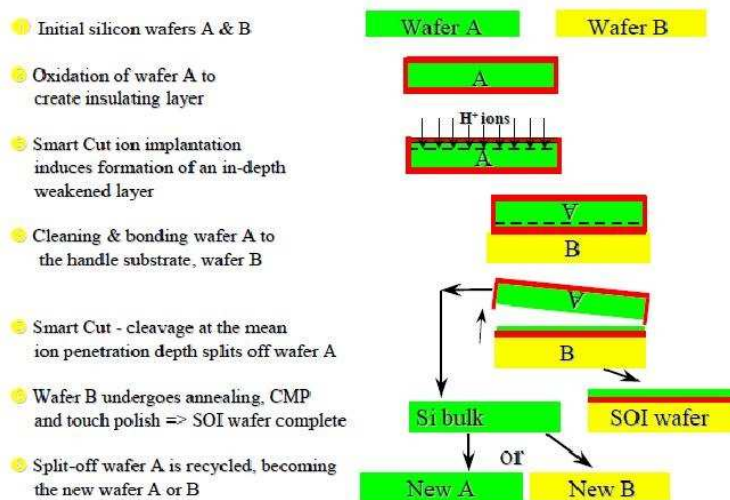 Initial silicon wafers A & B
Wafer A
Wafer B
Oxidation of wafer A to
create insulating layer
A
H+ ions
Smart Cut ion implantation
induces formation of an in-depth
weakened layer
A
Cleaning & bonding wafer A to
the handle substrate, wafer B
A
B
Smart Cut - cleavage at the mean
ion penetration depth splits off wafer A
A
B
Wafer B undergoes annealing, CMP
and touch polish => SOI wafer complete
Si bulk
SOI wafer
Split-off wafer A is recycled, becoming
the new wafer A or B
or
New A
New B